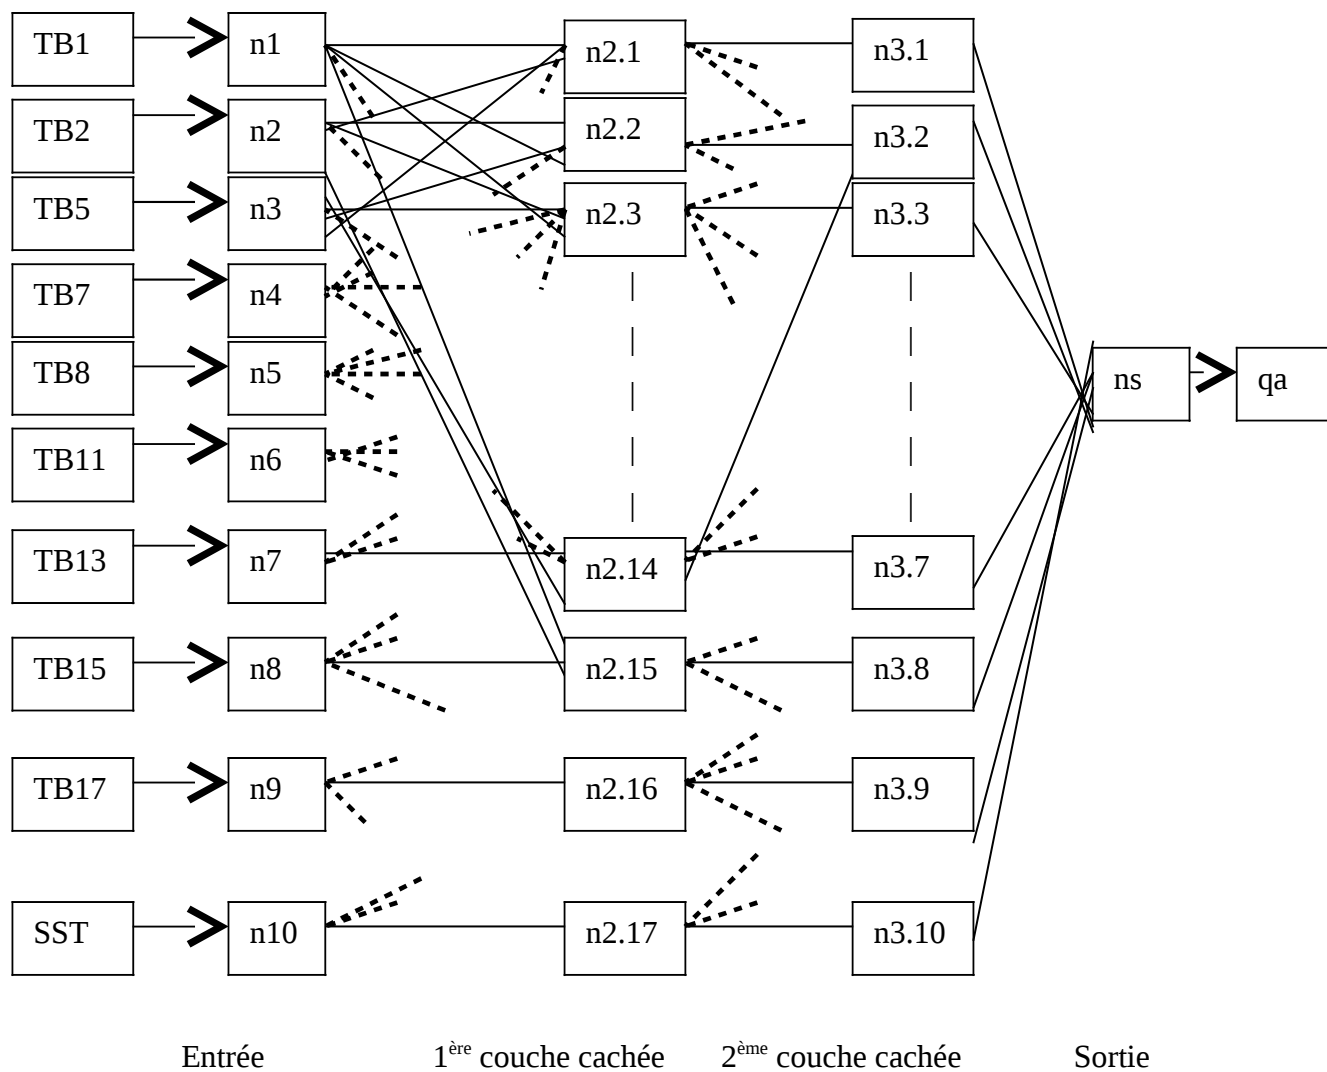 TB1 n1 n2.1 n3.1
TB2 n2 n2.2 n3.2
TB5 n3 n2.3 n3.3
TB7 n4
TB8 n5 ns qa
TB11 n6
TB13 n7 n2.14 n3.7
TB15 n8 n2.15 n3.8
TB17 n9 n2.16 n3.9
SST n10 n2.17 n3.10
Entrée 1ère couche cachée 2ème couche cachée Sortie